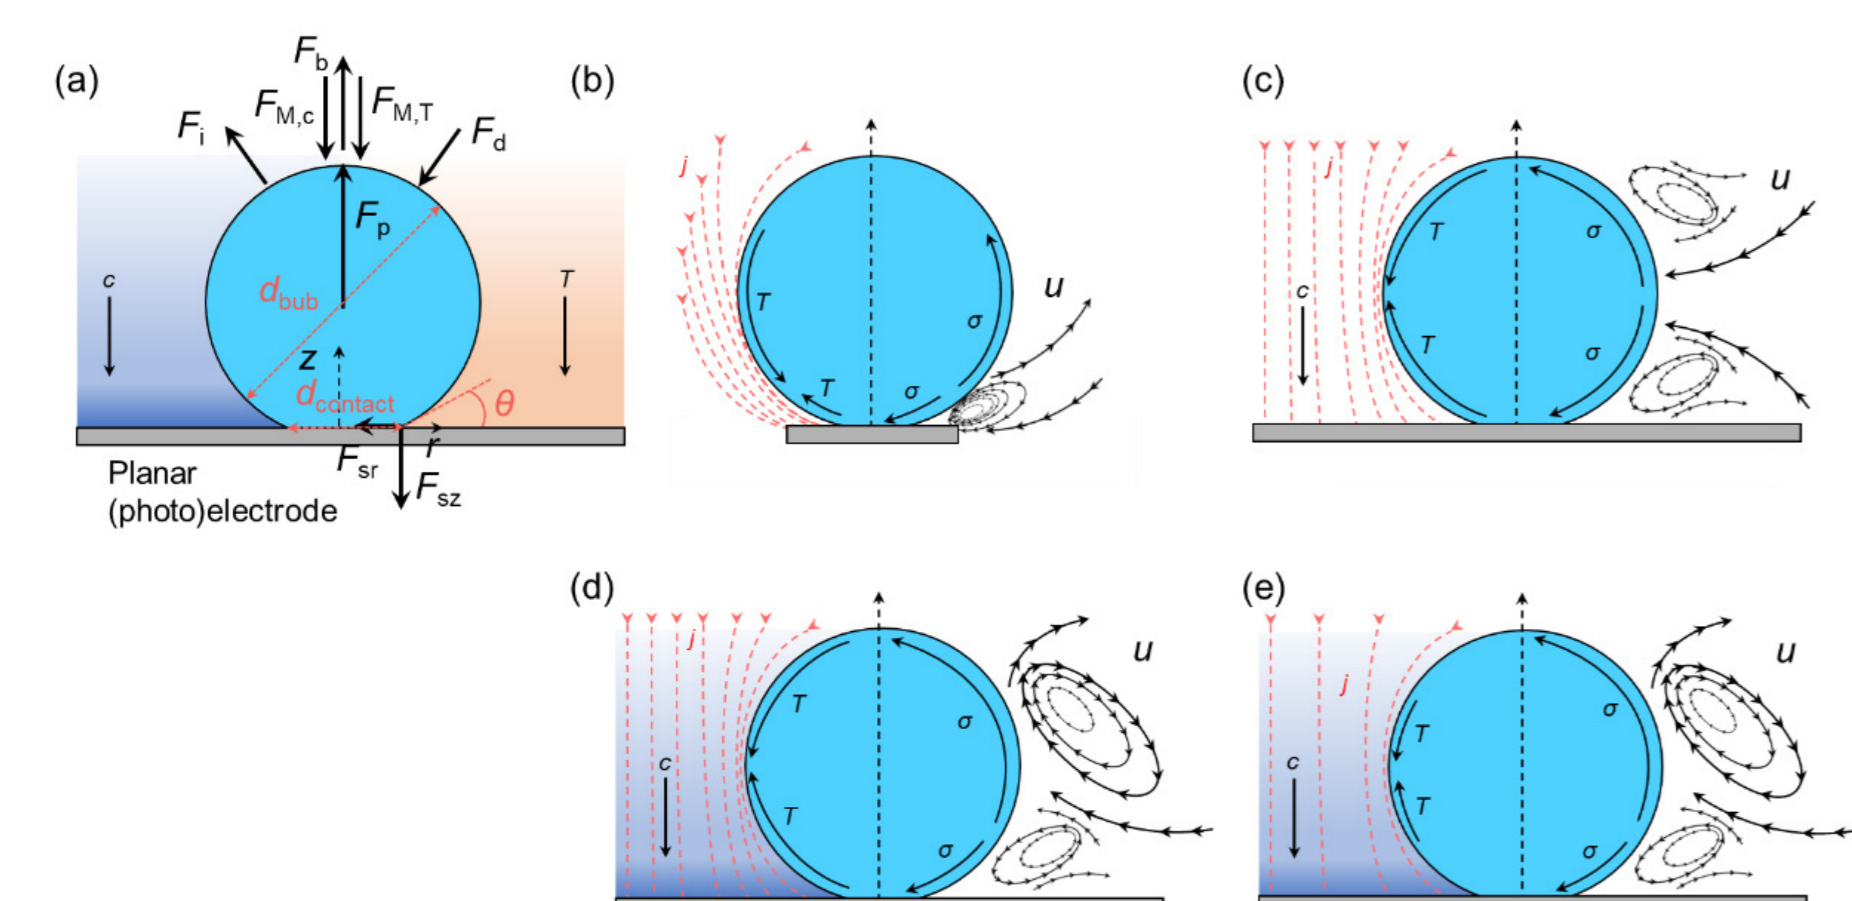 (a)
F_b
F_M,c
F_M,T
F_i
F_d
F_p
c
T
d_bub
z
d_contact
θ
r
F_sr
F_sz
Planar
(photo)electrode
(b)
j
u
T
σ
T
σ
(c)
j
u
T
σ
c
T
σ
(d)
j
u
T
σ
c
T
σ
(e)
j
u
σ
T
c
T
σ